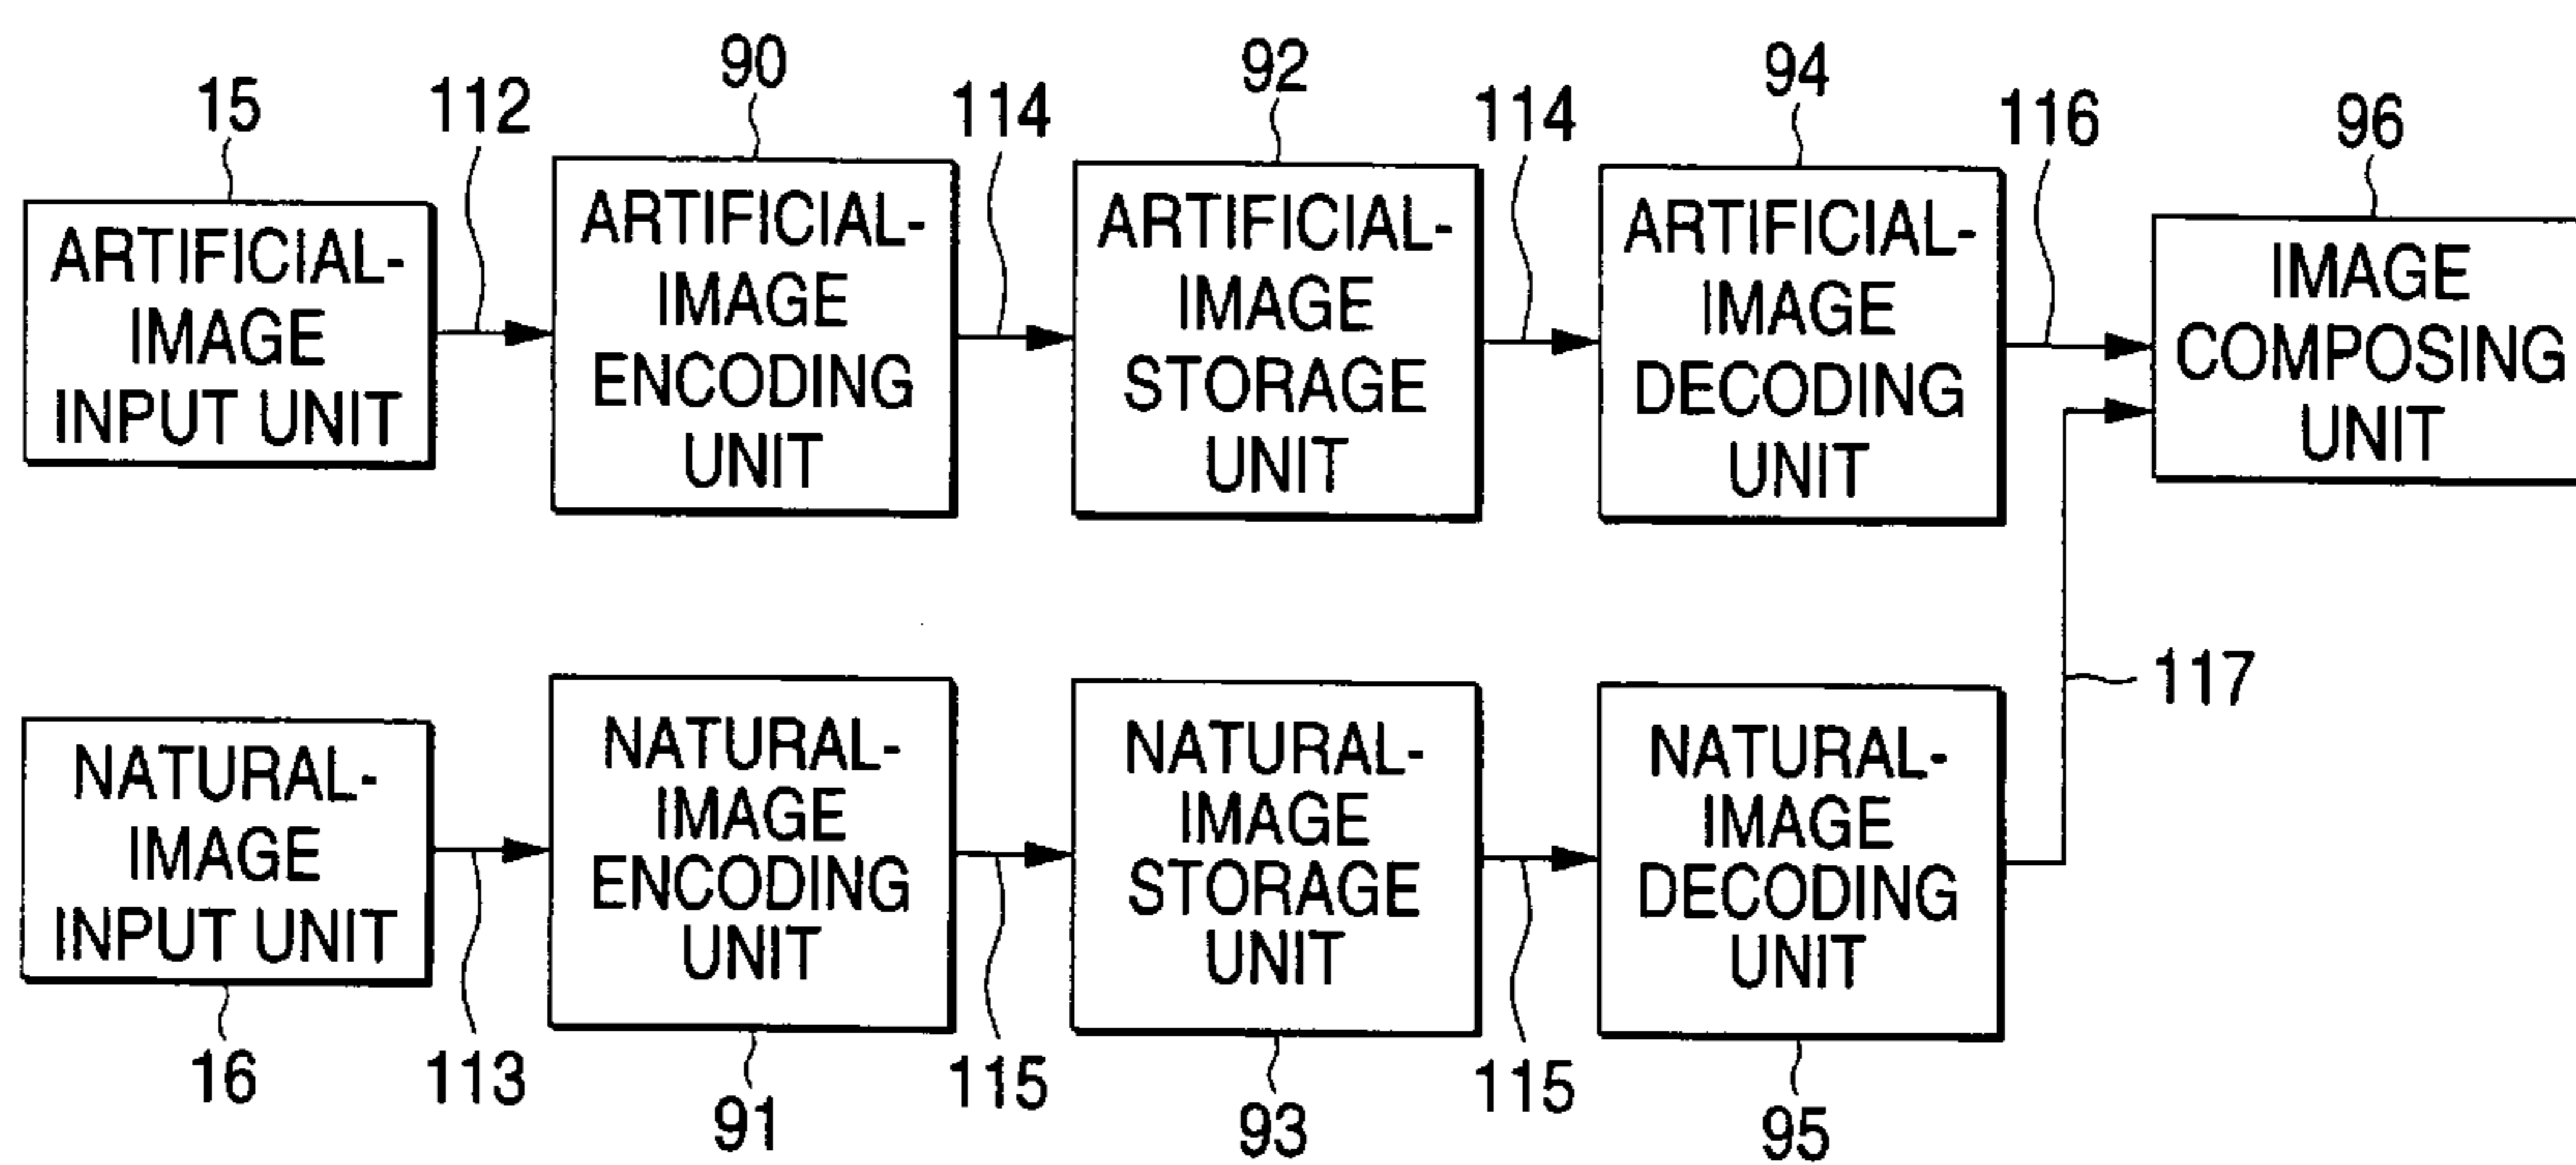 90
92
94
15
112
114
114
116
96
ARTIFICIAL-
IMAGE
INPUT UNIT
ARTIFICIAL-
IMAGE
ENCODING
UNIT
ARTIFICIAL-
IMAGE
STORAGE
UNIT
ARTIFICIAL-
IMAGE
DECODING
UNIT
IMAGE
COMPOSING
UNIT
117
NATURAL-
IMAGE
INPUT UNIT
NATURAL-
IMAGE
ENCODING
UNIT
NATURAL-
IMAGE
STORAGE
UNIT
NATURAL-
IMAGE
DECODING
UNIT
16
113
91
115
93
115
95